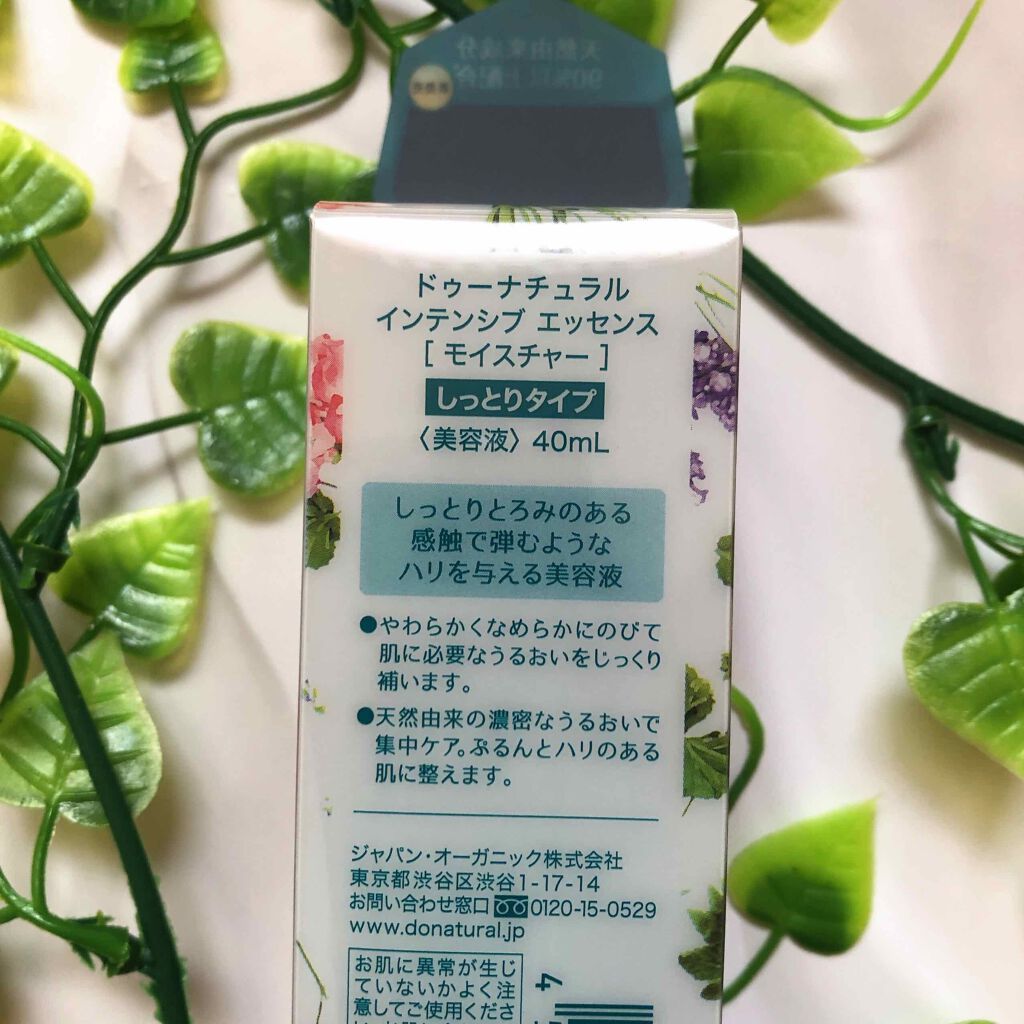 天然由来成分
ドゥーナチュラル
インテンシブ エッセンス
[ モイスチャー ]
しっとりタイプ
〈美容液〉 40mL
しっとりとろみのある
感触で弾むような
ハリを与える美容液
●やわらかくなめらかにのびて
肌に必要なうるおいをじっくり
補います。
●天然由来の濃密なうるおいで
集中ケア。ぷるんとハリのある
肌に整えます。
ジャパン・オーガニック株式会社
東京都渋谷区渋谷1-17-14
お問い合わせ窓口 0120-15-0529
www.donatural.jp
お肌に異常が生じ
ていないかよく注
意してご使用くださ
4